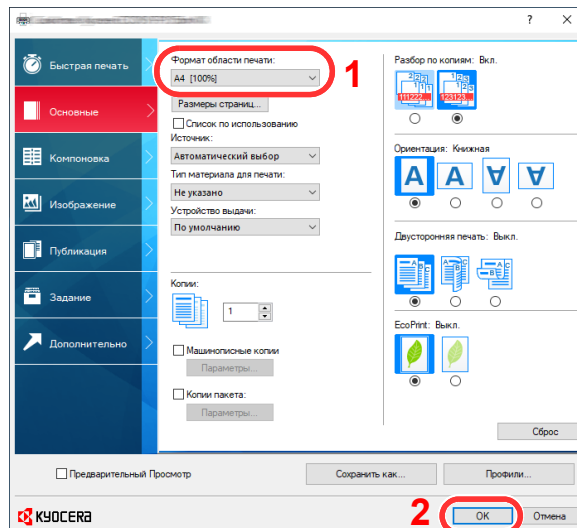 ?
Быстрая печать
Основные
Компоновка
Изображение
Публикация
Задание
Дополнительно
Формат области печати:
A4 [100%]
1
Размеры страниц...
Список по использованию
Источник:
Автоматический выбор
Тип материала для печати:
Не указано
Устройство выдачи:
По умолчанию
Копии:
1
Машинописные копии
Параметры...
Копии пакета:
Параметры...
Разбор по копиям: Вкл.
111222... 123123...
Ориентация: Книжная
A A A A
Двусторонняя печать: Выкл.
A B C
A B C
A B C
EcoPrint: Выкл.
Сброс
Предварительный Просмотр
Сохранить как...
Профили...
KYOCERA
2
ОК
Отмена